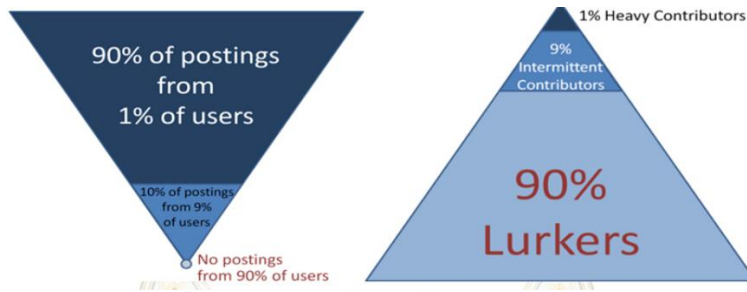 90% of postings
from
1% of users
10% of postings
from 9%
of users
No postings
from 90% of users
1% Heavy Contributors
9%
Intermittent
Contributors
90%
Lurkers